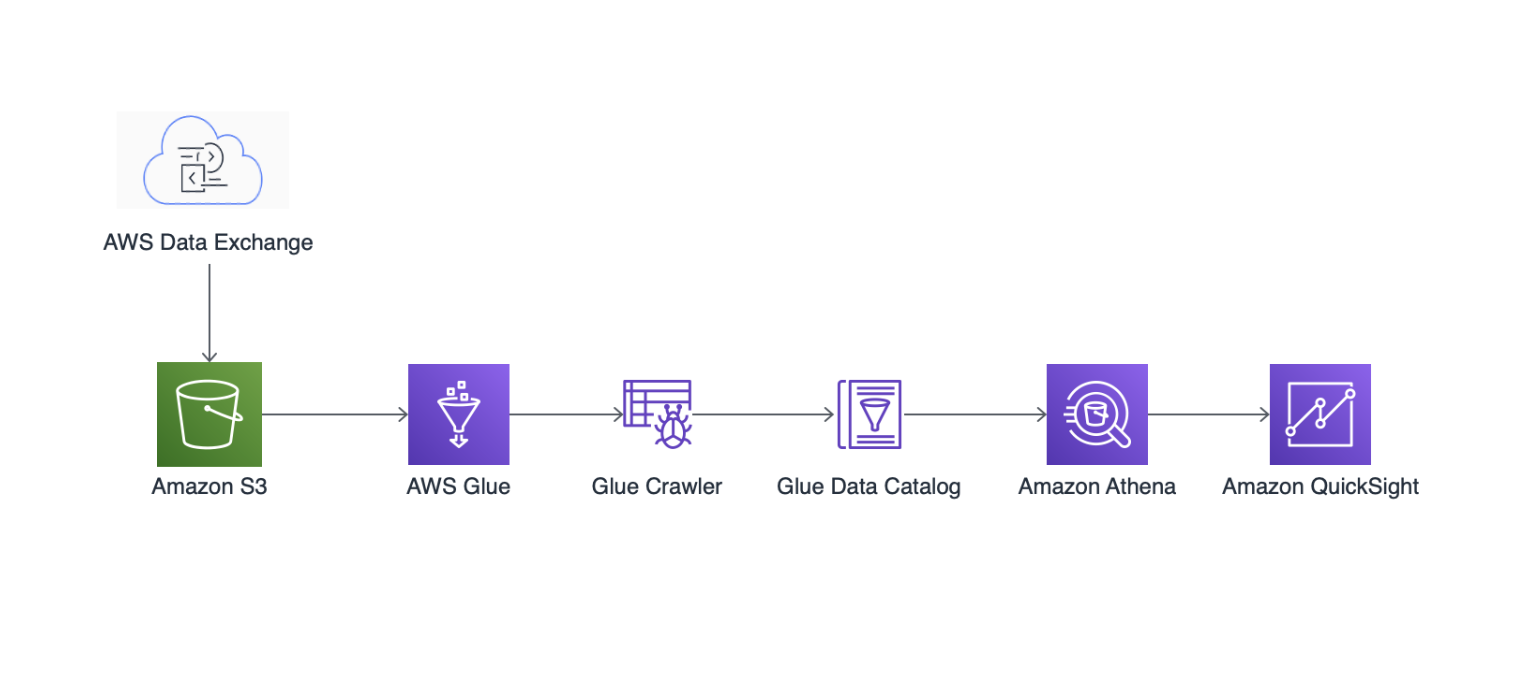 AWS Data Exchange
Amazon S3
AWS Glue
Glue Crawler
Glue Data Catalog
Amazon Athena
Amazon QuickSight